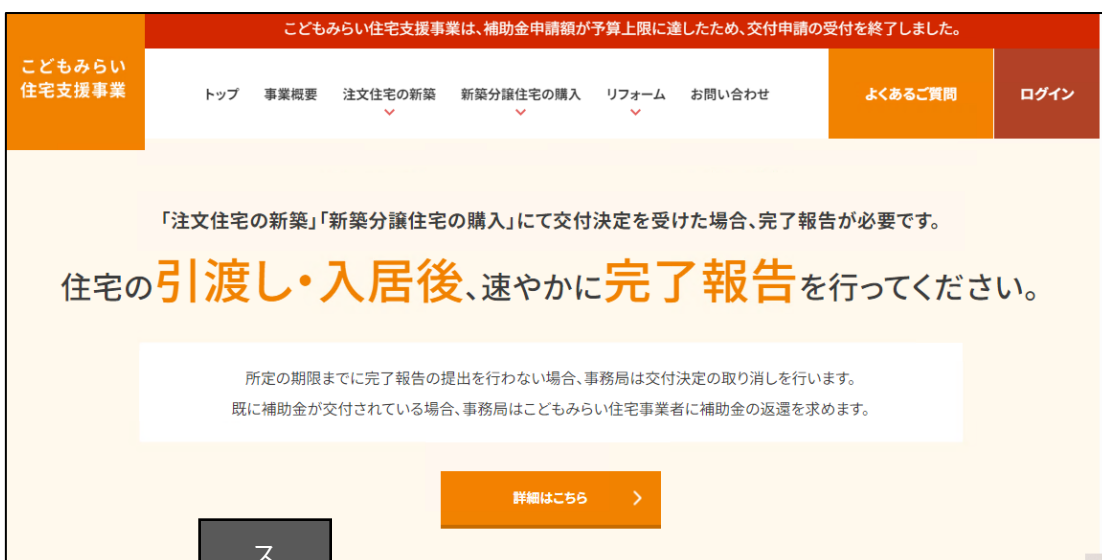 こどもみらい住宅支援事業は、補助金申請額が予算上限に達したため、交付申請の受付を終了しました。
こどもみらい
住宅支援事業
トップ 事業概要 注文住宅の新築 新築分譲住宅の購入 リフォーム お問い合わせ よくあるご質問 ログイン
「注文住宅の新築」「新築分譲住宅の購入」にて交付決定を受けた場合、完了報告が必要です。
住宅の引渡し・入居後、速やかに完了報告を行ってください。
所定の期限までに完了報告の提出を行わない場合、事務局は交付決定の取り消しを行います。
既に補助金が交付されている場合、事務局はこどもみらい住宅事業者に補助金の返還を求めます。
詳細はこちら
ス